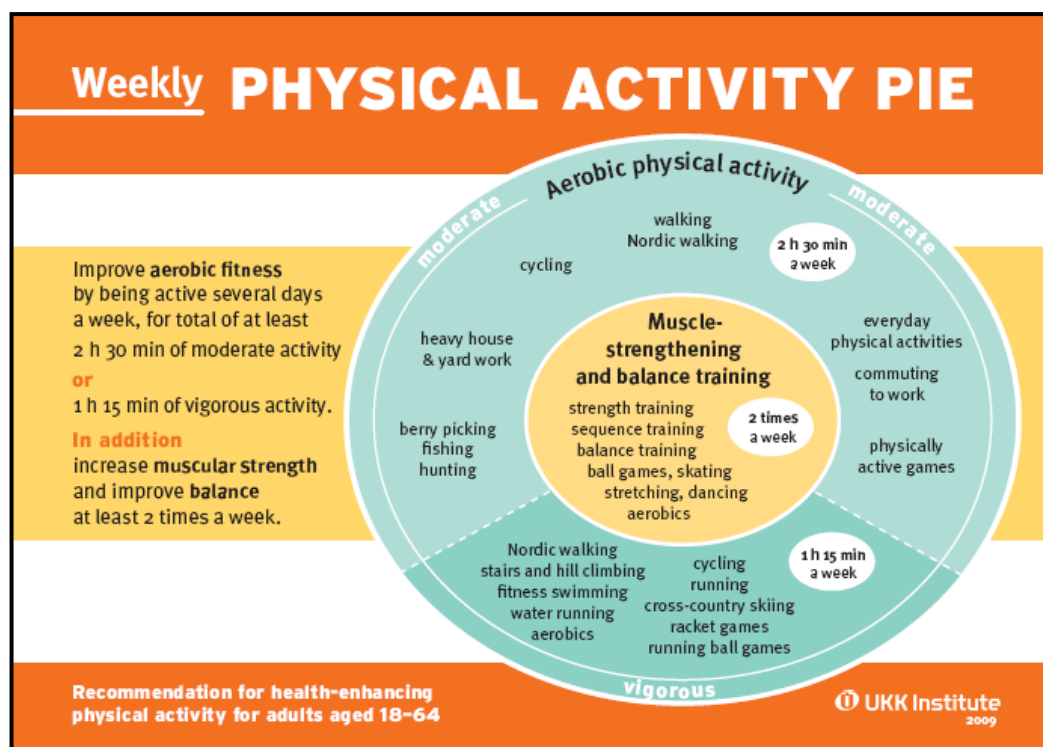 Weekly PHYSICAL ACTIVITY PIE
Improve aerobic fitness
by being active several days
a week, for total of at least
2 h 30 min of moderate activity
or
1 h 15 min of vigorous activity.
In addition
increase muscular strength
and improve balance
at least 2 times a week.
Aerobic physical activity
moderate
moderate
walking
Nordic walking
2 h 30 min
a week
cycling
heavy house
& yard work
berry picking
fishing
hunting
everyday
physical activities
commuting
to work
physically
active games
Muscle-
strengthening
and balance training
strength training
sequence training
balance training
ball games, skating
stretching, dancing
aerobics
2 times
a week
Nordic walking
stairs and hill climbing
fitness swimming
water running
aerobics
cycling
running
cross-country skiing
racket games
running ball games
1 h 15 min
a week
vigorous
Recommendation for health-enhancing
physical activity for adults aged 18-64
UKK Institute
2009